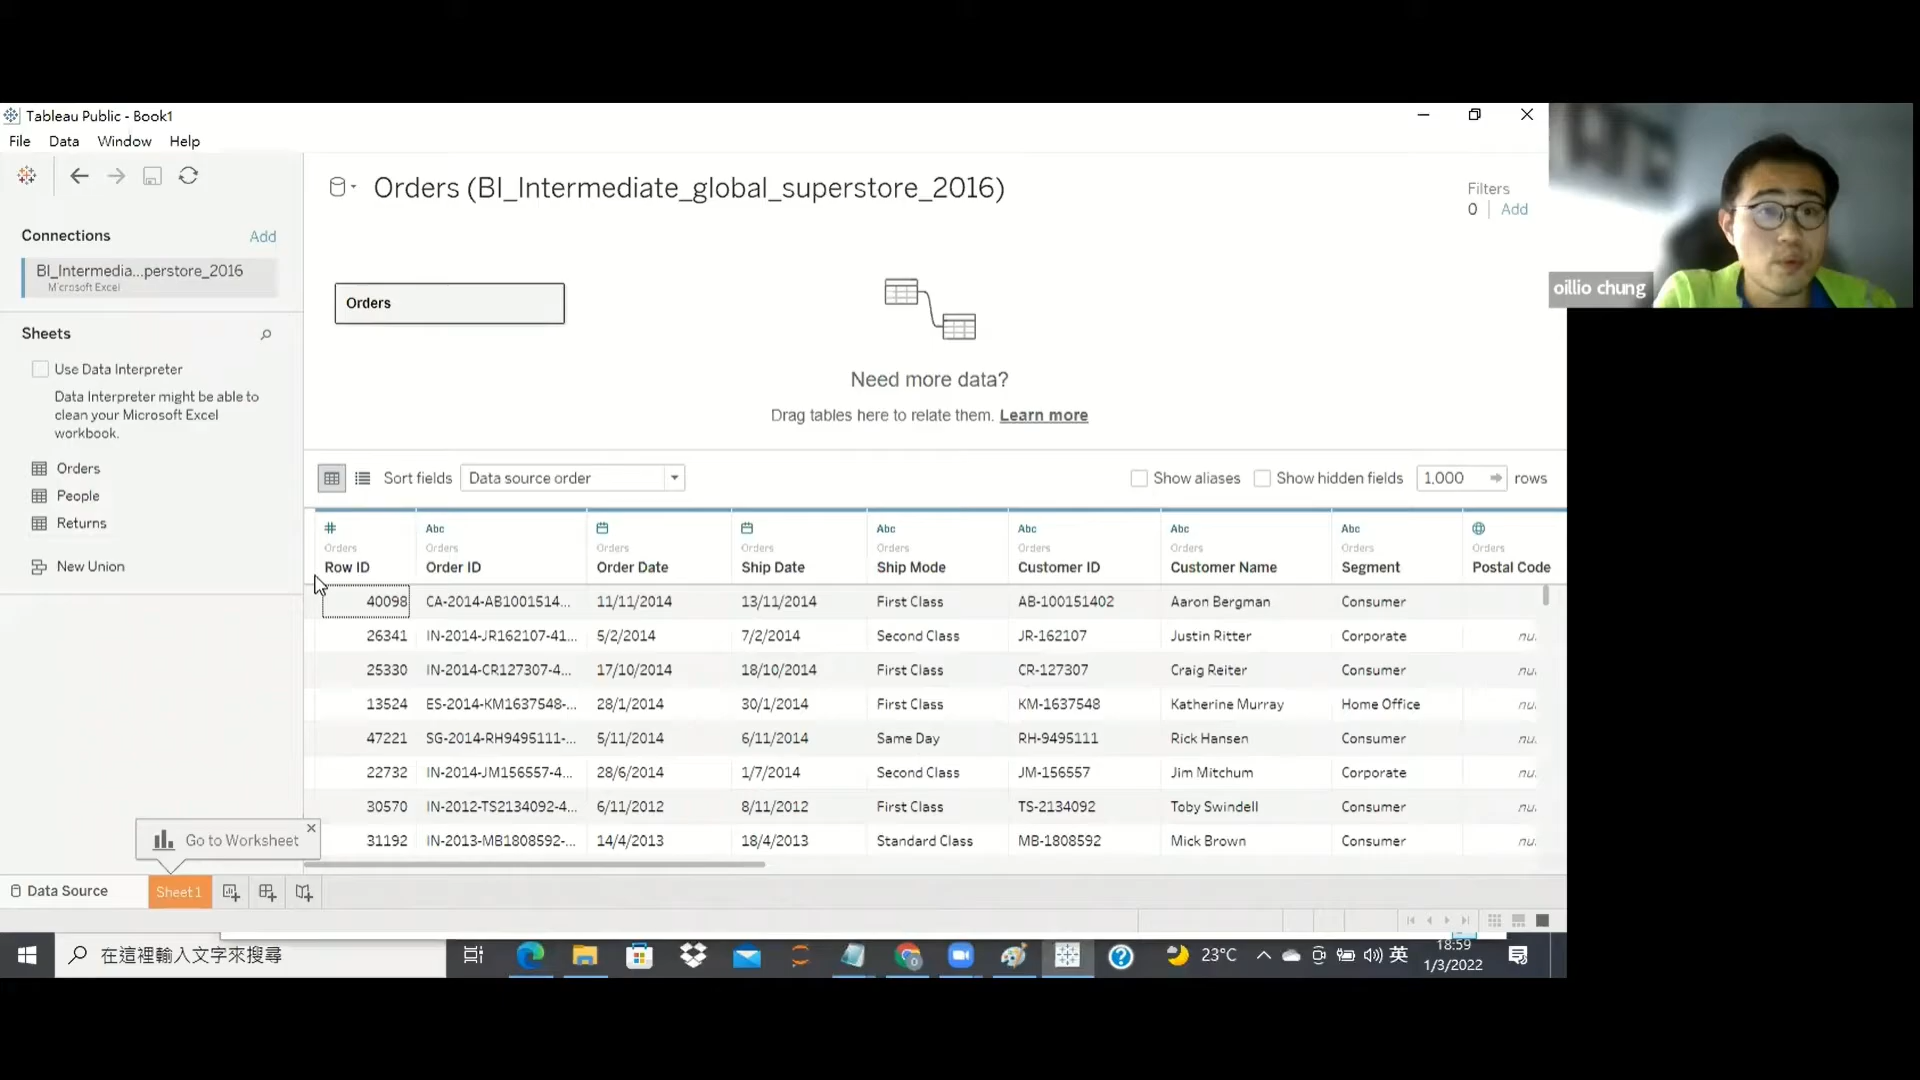 Tableau Public - Book1
File Data Window Help
Connections Add
BI_Intermedia...perstore_2016
Microsoft Excel
Sheets
Use Data Interpreter
Data Interpreter might be able to
clean your Microsoft Excel
workbook.
Orders
People
Returns
New Union
Orders (BI_Intermediate_global_superstore_2016)
Filters
0 Add
Orders
Need more data?
Drag tables here to relate them. Learn more
Sort fields Data source order Show aliases Show hidden fields 1,000 rows
# Abc Abc Abc Abc Abc
Orders Orders Orders Orders Orders Orders Orders Orders Orders
Row ID Order ID Order Date Ship Date Ship Mode Customer ID Customer Name Segment Postal Code
40098 CA-2014-AB1001514... 11/11/2014 13/11/2014 First Class AB-100151402 Aaron Bergman Consumer
26341 IN-2014-JR162107-41... 5/2/2014 7/2/2014 Second Class JR-162107 Justin Ritter Corporate nu
25330 IN-2014-CR127307-4... 17/10/2014 18/10/2014 First Class CR-127307 Craig Reiter Consumer nu
13524 ES-2014-KM1637548-... 28/1/2014 30/1/2014 First Class KM-1637548 Katherine Murray Home Office nu
47221 SG-2014-RH9495111-... 5/11/2014 6/11/2014 Same Day RH-9495111 Rick Hansen Consumer nu
22732 IN-2014-JM156557-4... 28/6/2014 1/7/2014 Second Class JM-156557 Jim Mitchum Corporate nu
30570 IN-2012-TS2134092-4... 6/11/2012 8/11/2012 First Class TS-2134092 Toby Swindell Consumer nu
31192 IN-2013-MB1808592-... 14/4/2013 18/4/2013 Standard Class MB-1808592 Mick Brown Consumer nu
Go to Worksheet
Data Source Sheet1
在這裡輸入文字來搜尋
23°C 英
18:59
1/3/2022
oillio chung